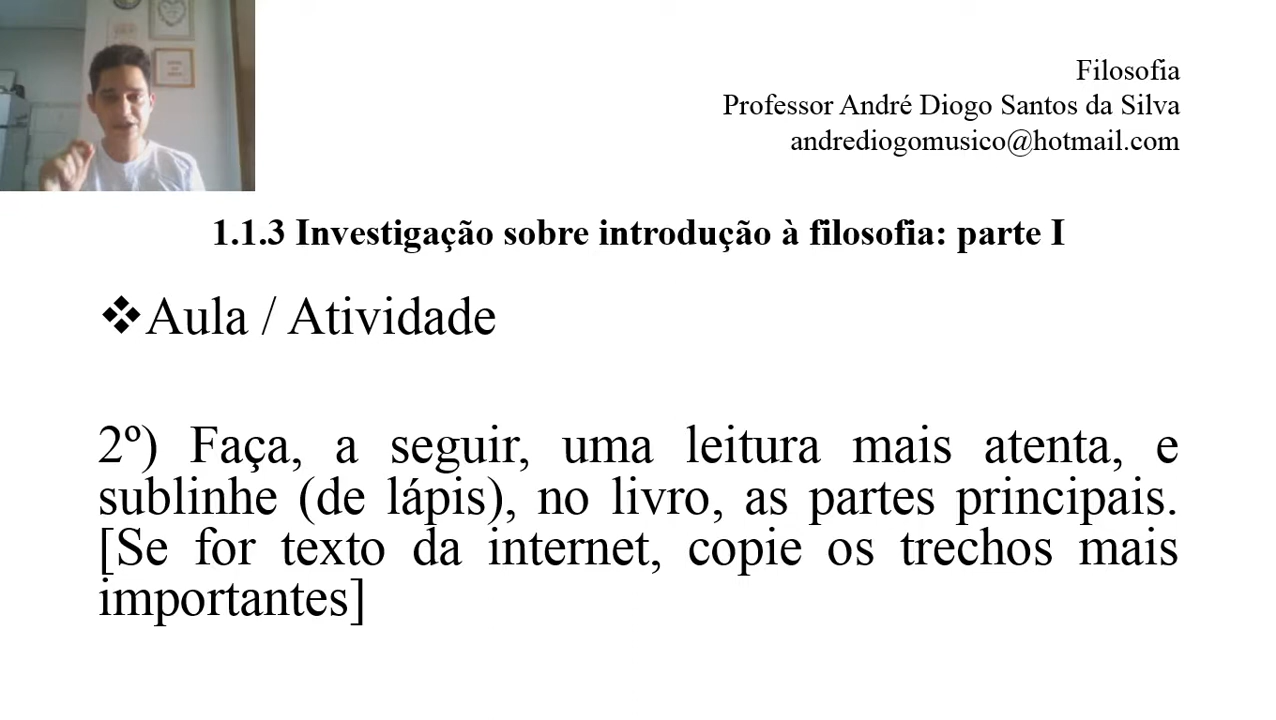 Filosofia
Professor André Diogo Santos da Silva
andrediogomusico@hotmail.com
1.1.3 Investigação sobre introdução à filosofia: parte I
❖Aula / Atividade
2º) Faça, a seguir, uma leitura mais atenta, e
sublinhe (de lápis), no livro, as partes principais.
[Se for texto da internet, copie os trechos mais
importantes]